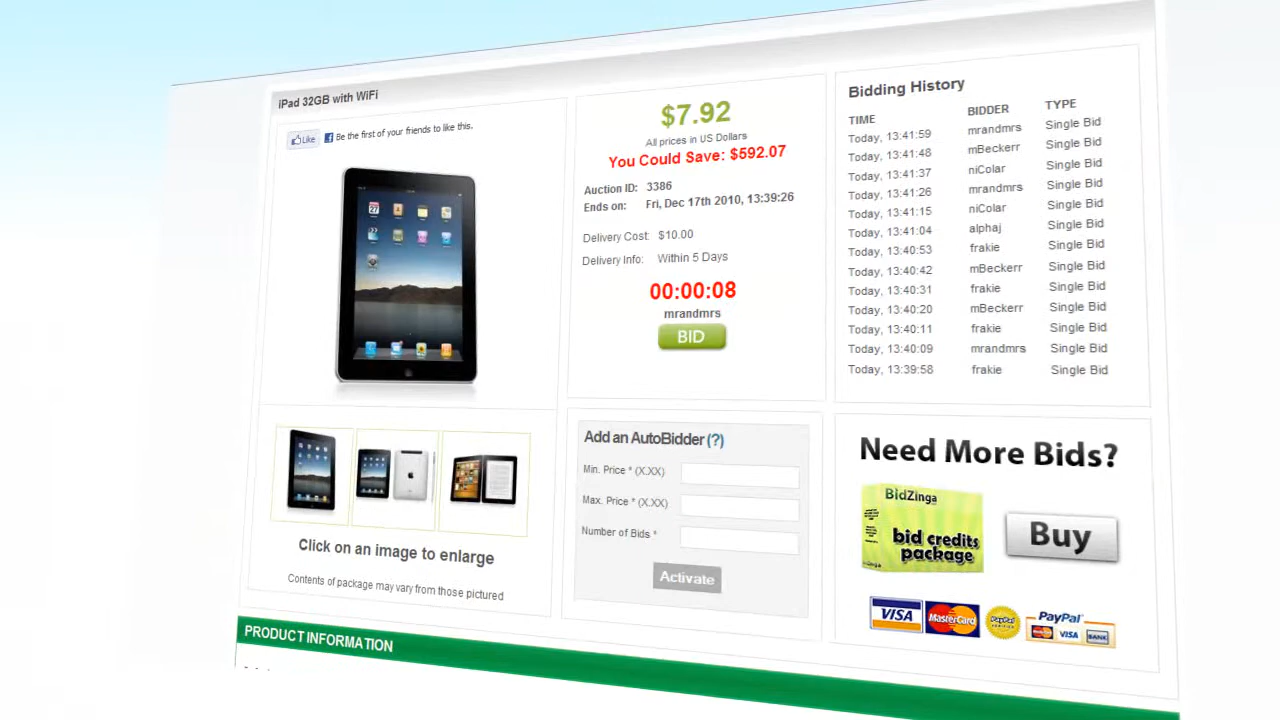 iPad 32GB with WiFi
Like
Be the first of your friends to like this.
Click on an image to enlarge
Contents of package may vary from those pictured
$7.92
All prices in US Dollars
You Could Save: $592.07
Auction ID: 3386
Ends on: Fri, Dec 17th 2010, 13:39:26
Delivery Cost: $10.00
Delivery Info: Within 5 Days
00:00:08
mrandmrs
BID
Add an AutoBidder (?)
Min. Price * (X.XX)
Max. Price * (X.XX)
Number of Bids *
Activate
Bidding History
TIME BIDDER TYPE
Today, 13:41:59 mrandmrs Single Bid
Today, 13:41:48 mBeckerr Single Bid
Today, 13:41:37 niColar Single Bid
Today, 13:41:26 mrandmrs Single Bid
Today, 13:41:15 niColar Single Bid
Today, 13:41:04 alphaj Single Bid
Today, 13:40:53 frakie Single Bid
Today, 13:40:42 mBeckerr Single Bid
Today, 13:40:31 frakie Single Bid
Today, 13:40:20 mBeckerr Single Bid
Today, 13:40:11 frakie Single Bid
Today, 13:40:09 mrandmrs Single Bid
Today, 13:39:58 frakie Single Bid
Need More Bids?
BidZinga
bid credits
package
Buy
VISA MasterCard PayPal VERIFIED PayPal
MasterCard VISA BANK
PRODUCT INFORMATION